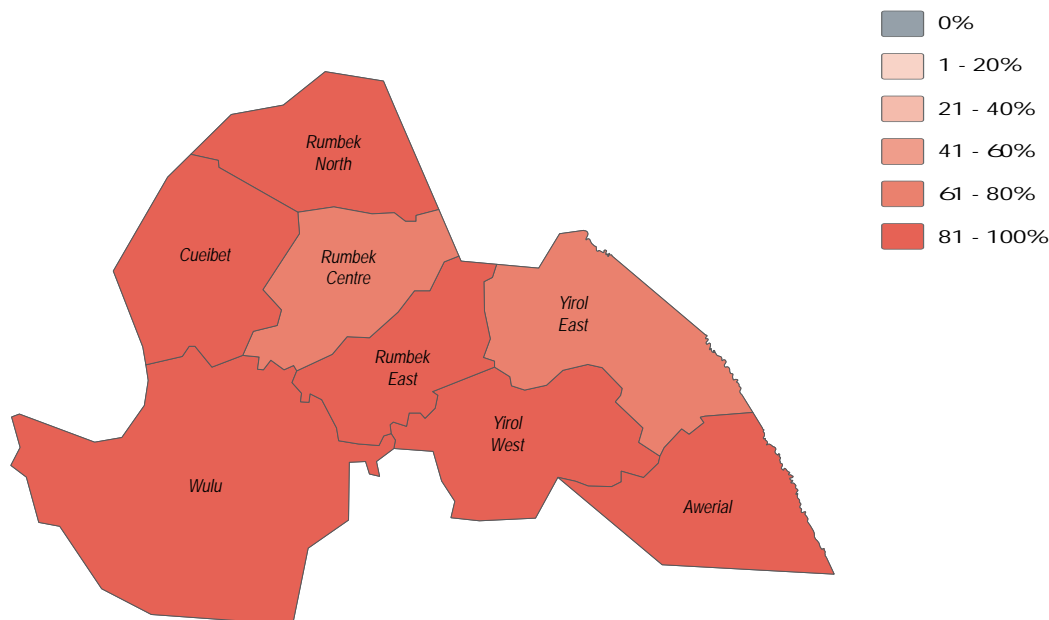 0%
1 - 20%
21 - 40%
41 - 60%
61 - 80%
81 - 100%
Rumbek
North
Cueibet
Rumbek
Centre
Yirol
East
Rumbek
East
Yirol
West
Wulu
Awerial